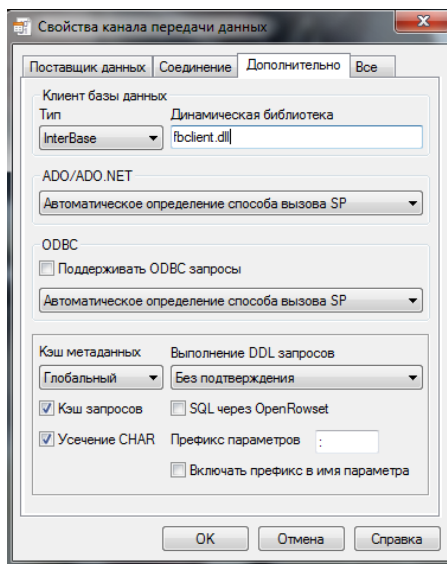 Свойства канала передачи данных
Поставщик данных Соединение Дополнительно Все
Клиент базы данных
Тип Динамическая библиотека
InterBase fbclient.dll
ADO/ADO.NET
Автоматическое определение способа вызова SP
ODBC
Поддерживать ODBC запросы
Автоматическое определение способа вызова SP
Кэш метаданных Выполнение DDL запросов
Глобальный Без подтверждения
Кэш запросов SQL через OpenRowset
Усечение CHAR Префикс параметров :
Включать префикс в имя параметра
OK Отмена Справка